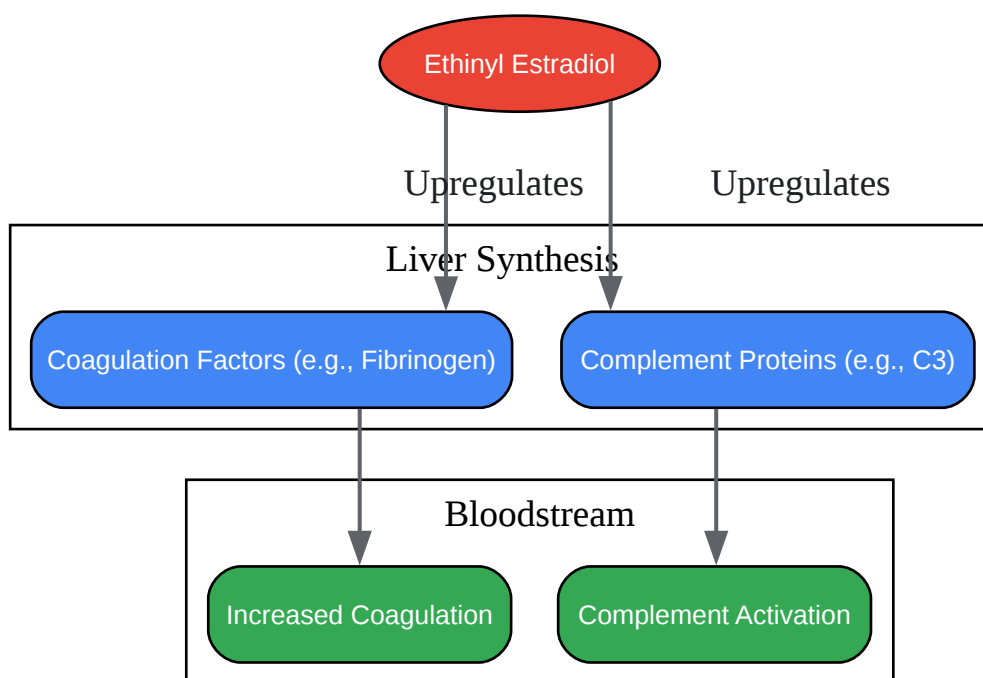 Ethinyl Estradiol
Upregulates
Upregulates
Liver Synthesis
Coagulation Factors (e.g., Fibrinogen)
Complement Proteins (e.g., C3)
Bloodstream
Increased Coagulation
Complement Activation